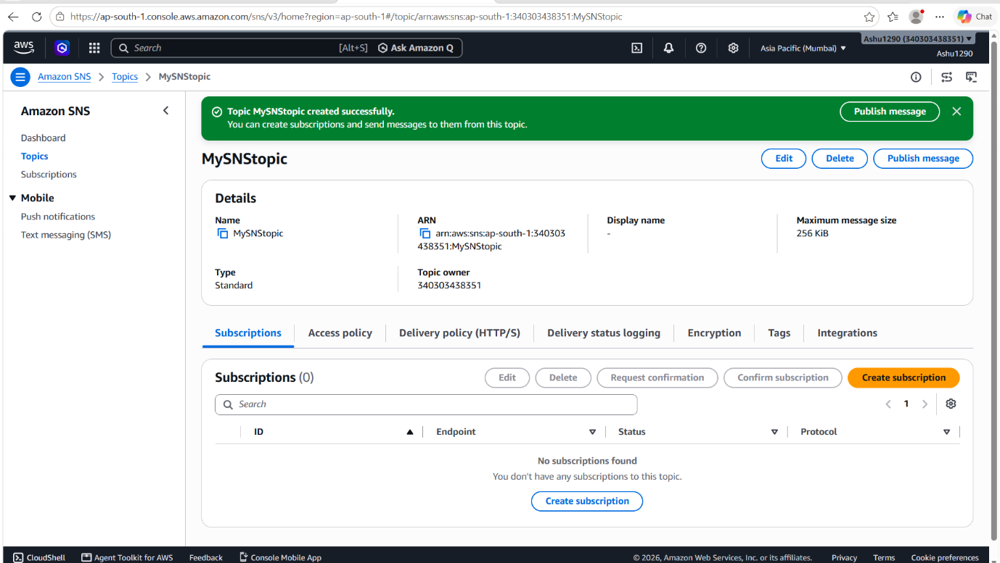 https://ap-south-1.console.aws.amazon.com/sns/v3/home?region=ap-south-1#/topic/arn:aws:sns:ap-south-1:340303438351:MySNStopic
Chat
aws
Search [Alt+S] Ask Amazon Q
Asia Pacific (Mumbai)
Ashu1290 (340303438351)
Ashu1290
Amazon SNS > Topics > MySNStopic
Amazon SNS
Dashboard
Topics
Subscriptions
Mobile
Push notifications
Text messaging (SMS)
Topic MySNStopic created successfully.
You can create subscriptions and send messages to them from this topic.
Publish message
MySNStopic
Edit Delete Publish message
Details
Name
MySNStopic
ARN
arn:aws:sns:ap-south-1:340303
438351:MySNStopic
Display name
-
Maximum message size
256 KiB
Type
Standard
Topic owner
340303438351
Subscriptions Access policy Delivery policy (HTTP/S) Delivery status logging Encryption Tags Integrations
Subscriptions (0)
Edit Delete Request confirmation Confirm subscription Create subscription
Search
1
ID Endpoint Status Protocol
No subscriptions found
You don't have any subscriptions to this topic.
Create subscription
CloudShell Agent Toolkit for AWS Feedback Console Mobile App © 2026, Amazon Web Services, Inc. or its affiliates. Privacy Terms Cookie preferences